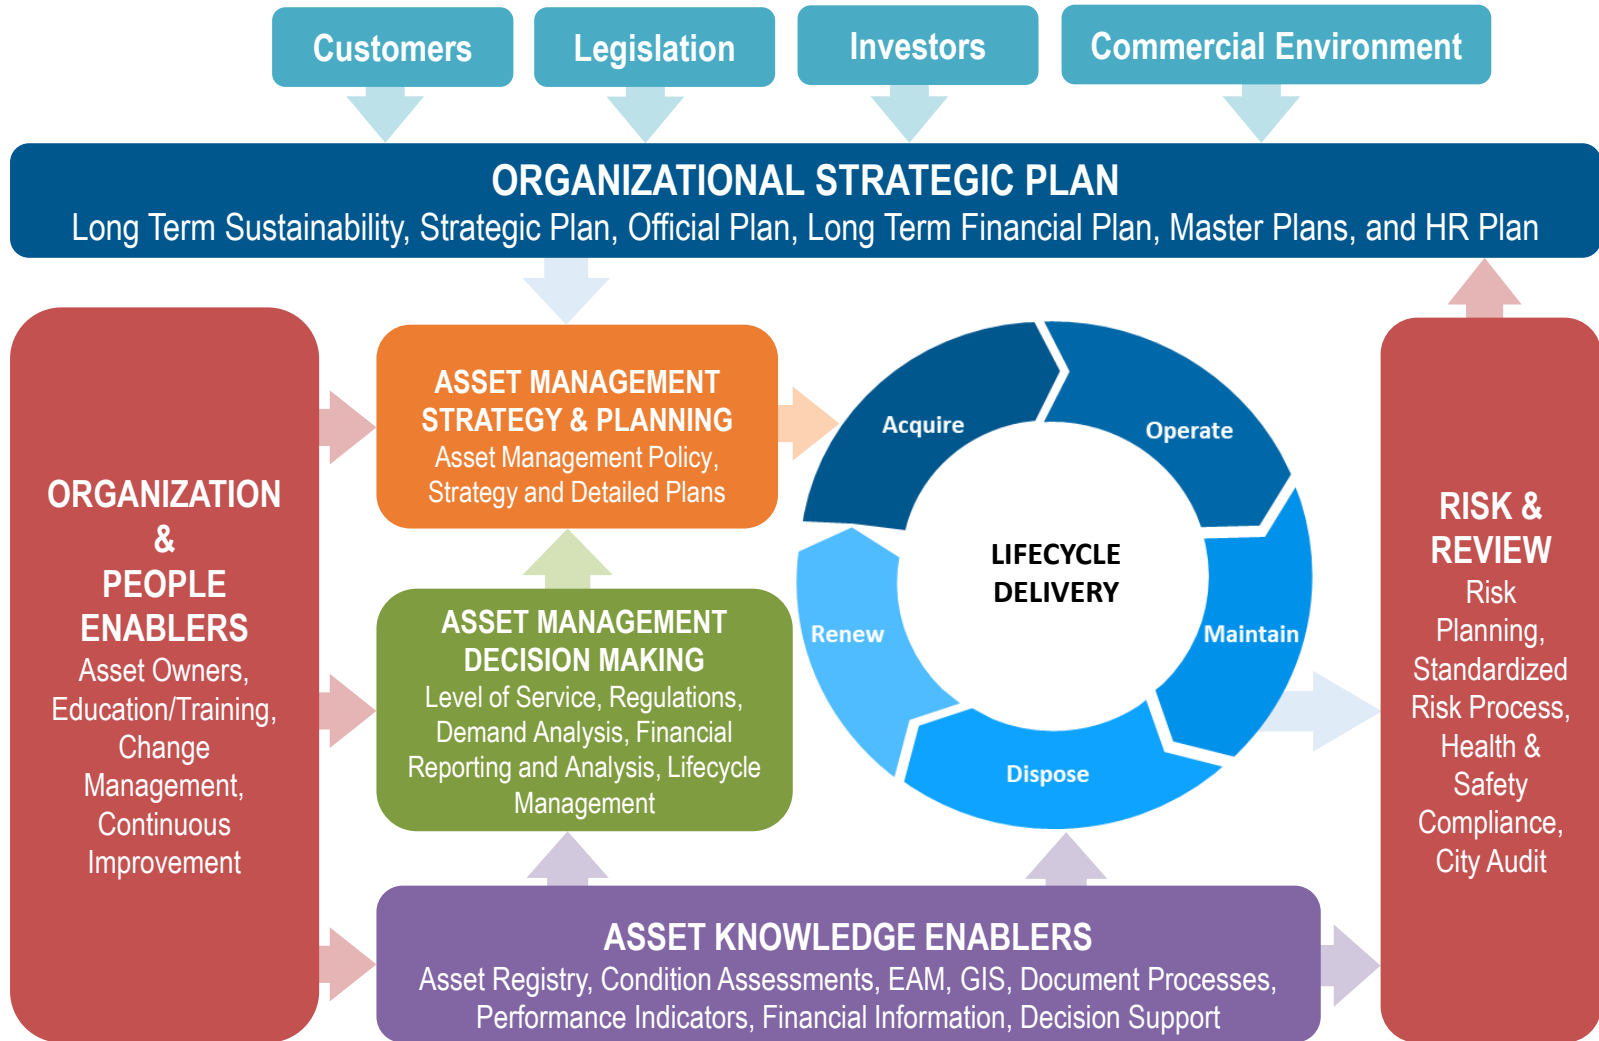 Customers
Legislation
Investors
Commercial Environment
ORGANIZATIONAL STRATEGIC PLAN
Long Term Sustainability, Strategic Plan, Official Plan, Long Term Financial Plan, Master Plans, and HR Plan
ORGANIZATION
&
PEOPLE
ENABLERS
Asset Owners,
Education/Training,
Change
Management,
Continuous
Improvement
ASSET MANAGEMENT
STRATEGY & PLANNING
Asset Management Policy,
Strategy and Detailed Plans
ASSET MANAGEMENT
DECISION MAKING
Level of Service, Regulations,
Demand Analysis, Financial
Reporting and Analysis, Lifecycle
Management
Acquire
Operate
Maintain
Dispose
Renew
LIFECYCLE
DELIVERY
RISK &
REVIEW
Risk
Planning,
Standardized
Risk Process,
Health &
Safety
Compliance,
City Audit
ASSET KNOWLEDGE ENABLERS
Asset Registry, Condition Assessments, EAM, GIS, Document Processes,
Performance Indicators, Financial Information, Decision Support